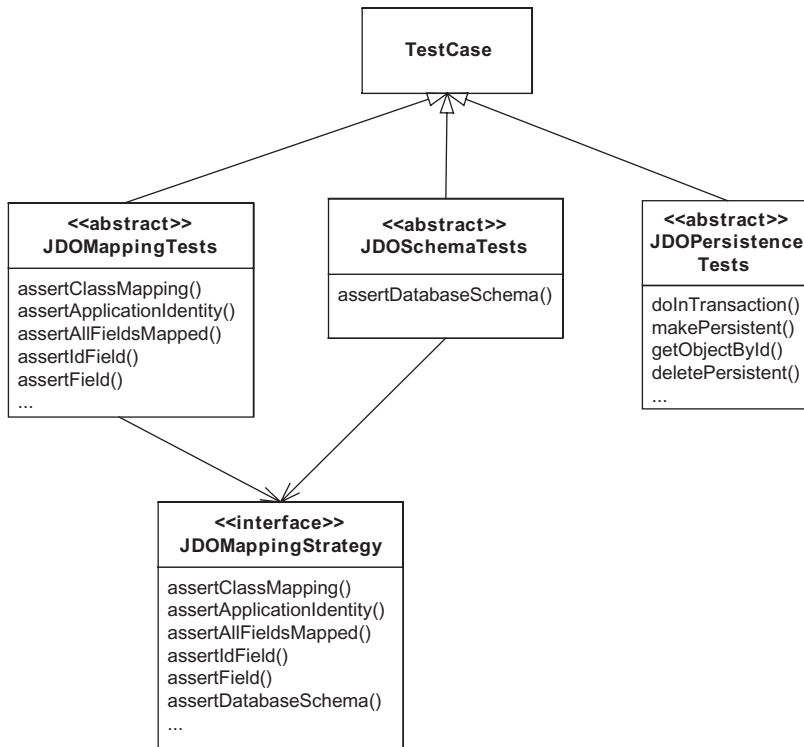 TestCase
<<abstract>>
JDOMappingTests
assertClassMapping()
assertApplicationIdentity()
assertAllFieldsMapped()
assertIdField()
assertField()
...
<<abstract>>
JDOSchemaTests
assertDatabaseSchema()
<<abstract>>
JDOPersistence
Tests
doInTransaction()
makePersistent()
getObjectById()
deletePersistent()
...
<<interface>>
JDOMappingStrategy
assertClassMapping()
assertApplicationIdentity()
assertAllFieldsMapped()
assertIdField()
assertField()
assertDatabaseSchema()
...